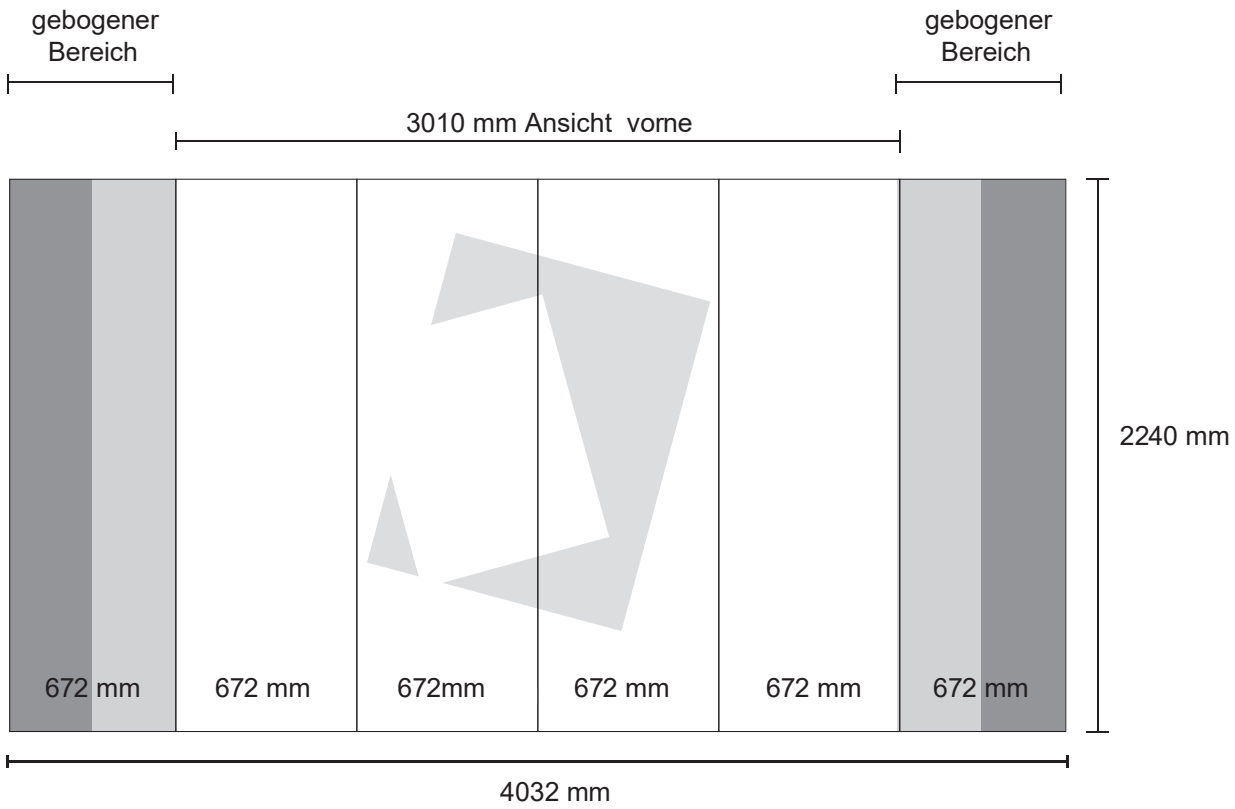 gebogener
Bereich
gebogener
Bereich
3010 mm Ansicht vorne
2240 mm
672 mm
672 mm
672mm
672 mm
672 mm
672 mm
4032 mm